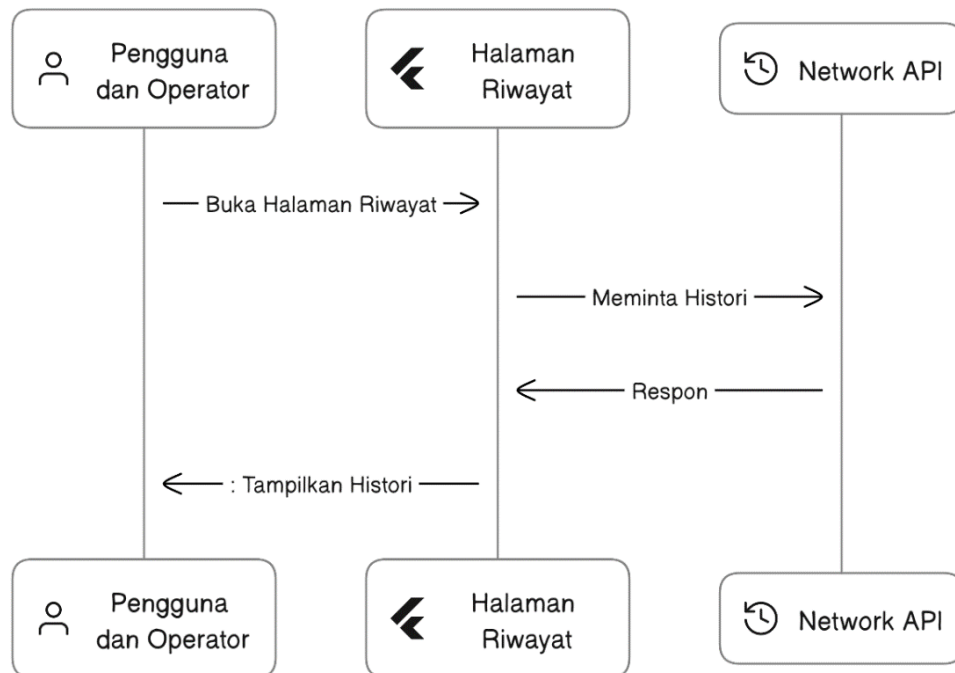 Pengguna
dan Operator
Halaman
Riwayat
Network API
Buka Halaman Riwayat
Meminta Histori
Respon
: Tampilkan Histori
Pengguna
dan Operator
Halaman
Riwayat
Network API